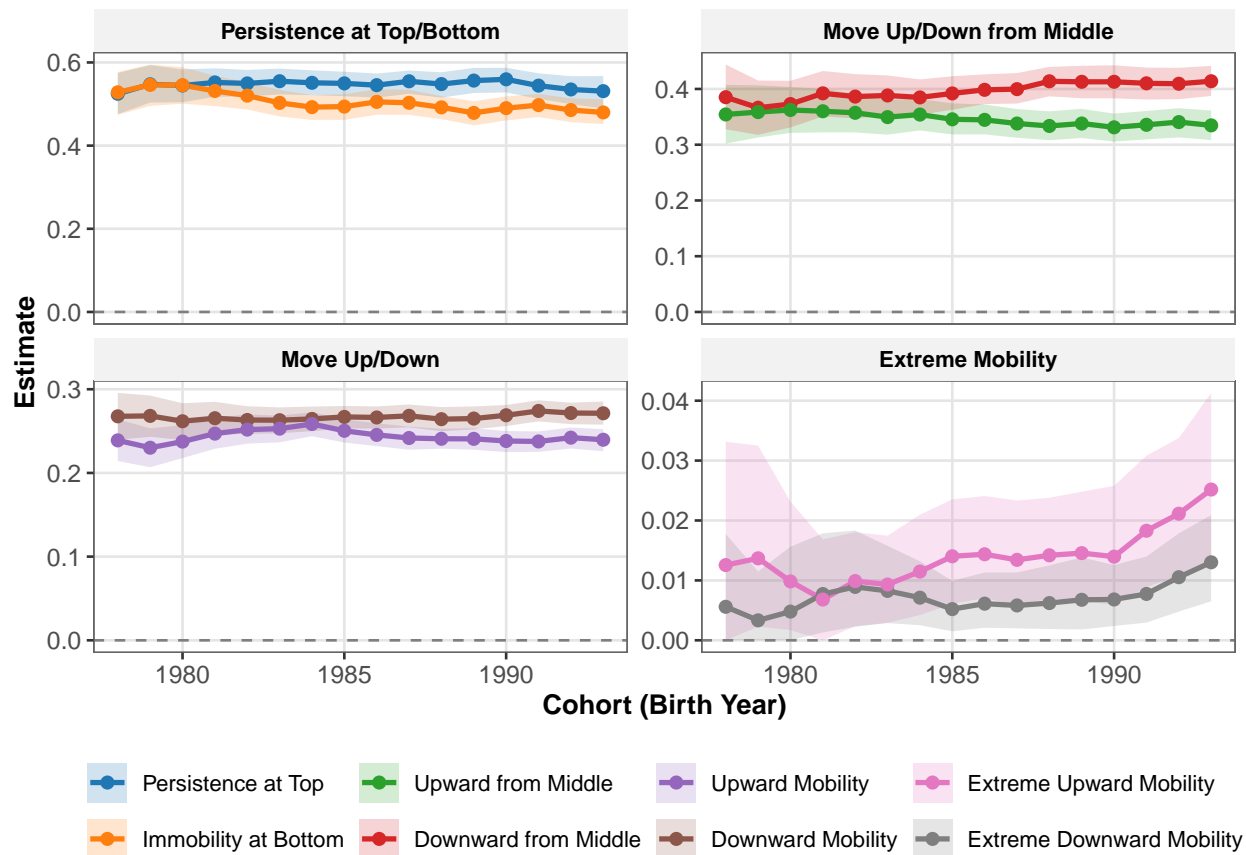 Persistence at Top/Bottom
Move Up/Down from Middle
0.6
0.4
0.2
0.0
0.4
0.3
0.2
0.1
0.0
Estimate
Move Up/Down
Extreme Mobility
0.3
0.2
0.1
0.0
0.04
0.03
0.02
0.01
0.00
1980
1985
1990
1980
1985
1990
Cohort (Birth Year)
Persistence at Top
Upward from Middle
Upward Mobility
Extreme Upward Mobility
Immobility at Bottom
Downward from Middle
Downward Mobility
Extreme Downward Mobility